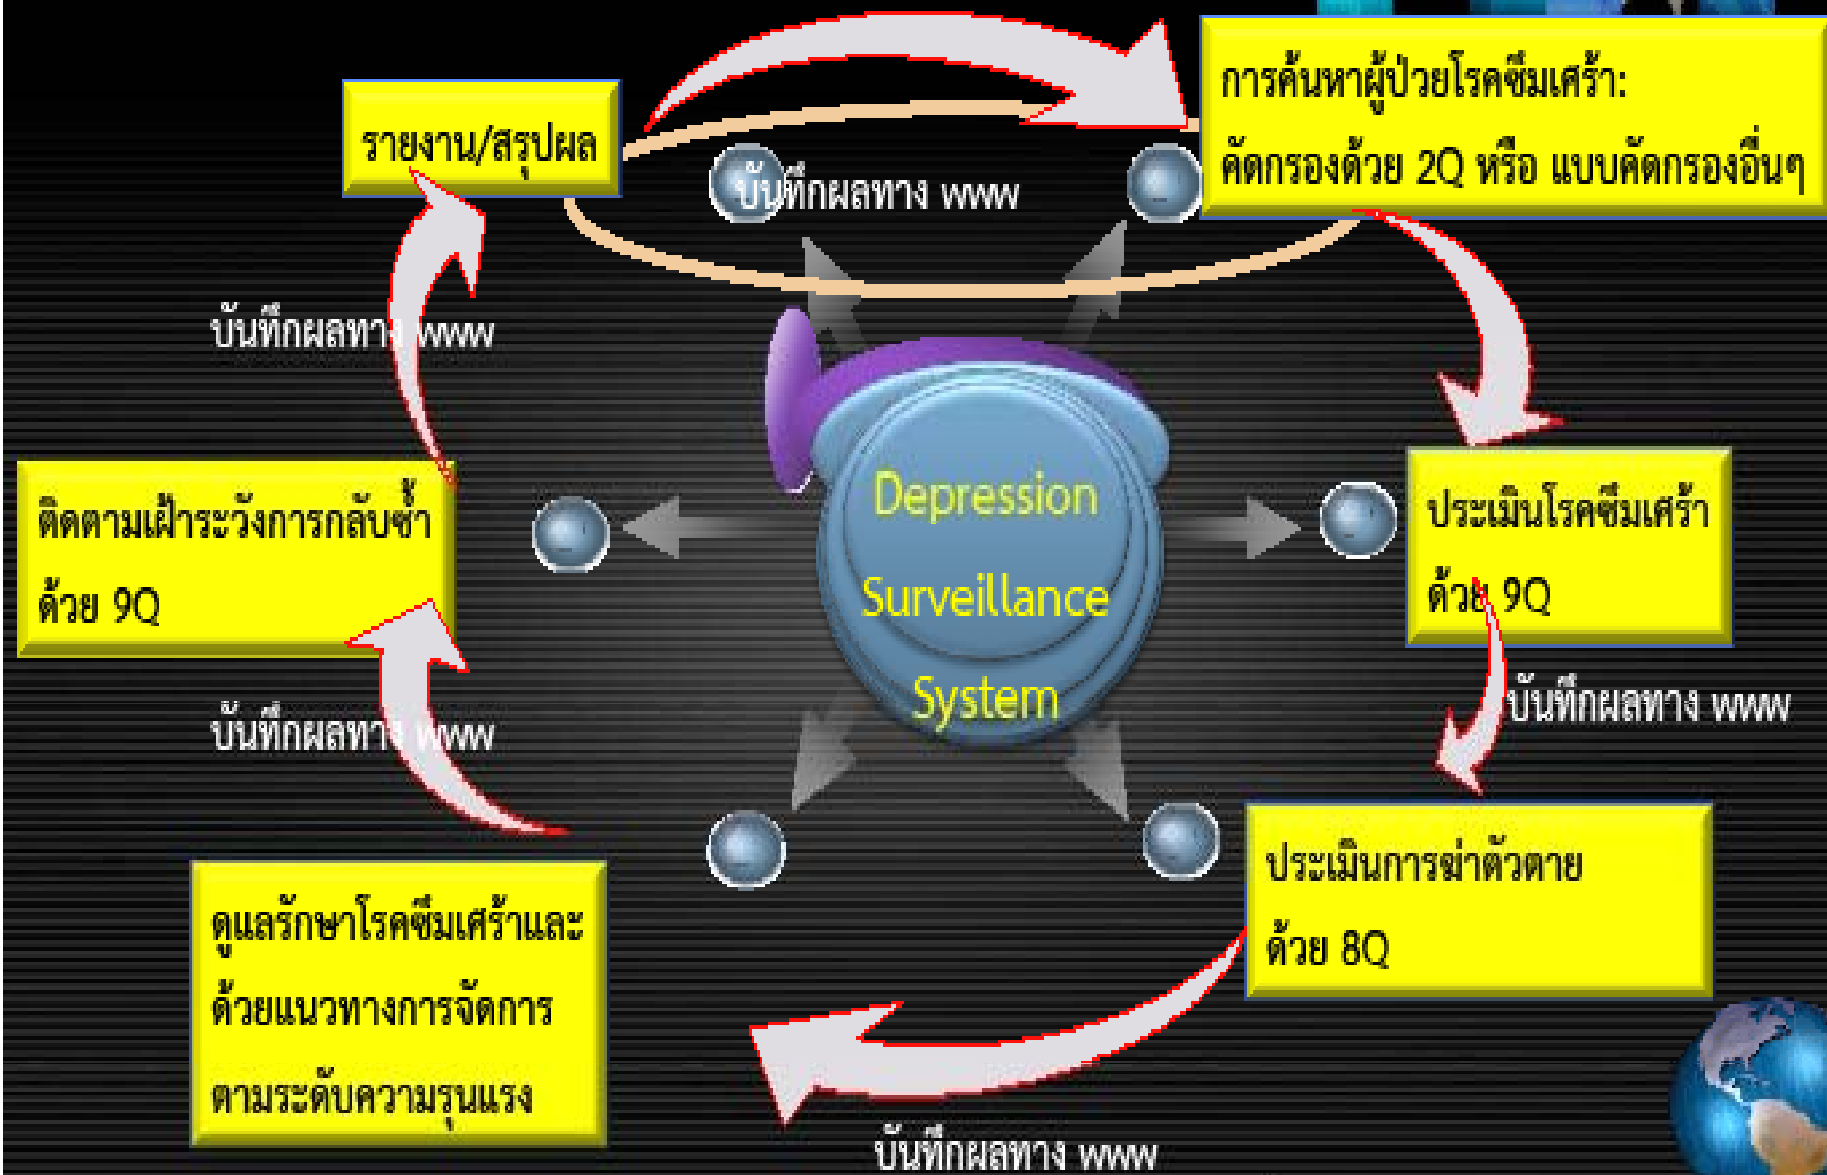 รายงาน/สรุปผล
การค้นหาผู้ป่วยโรคซึมเศร้า:
คัดกรองด้วย 2Q หรือ แบบคัดกรองอื่นๆ
บันทึกผลทาง www
บันทึกผลทาง www
ติดตามเฝ้าระวังการกลับซ้ำ
ด้วย 9Q
Depression
Surveillance
System
ประเมินโรคซึมเศร้า
ด้วย 9Q
บันทึกผลทาง www
บันทึกผลทาง www
ดูแลรักษาโรคซึมเศร้าและ
ด้วยแนวทางการจัดการ
ตามระดับความรุนแรง
ประเมินการฆ่าตัวตาย
ด้วย 8Q
บันทึกผลทาง www